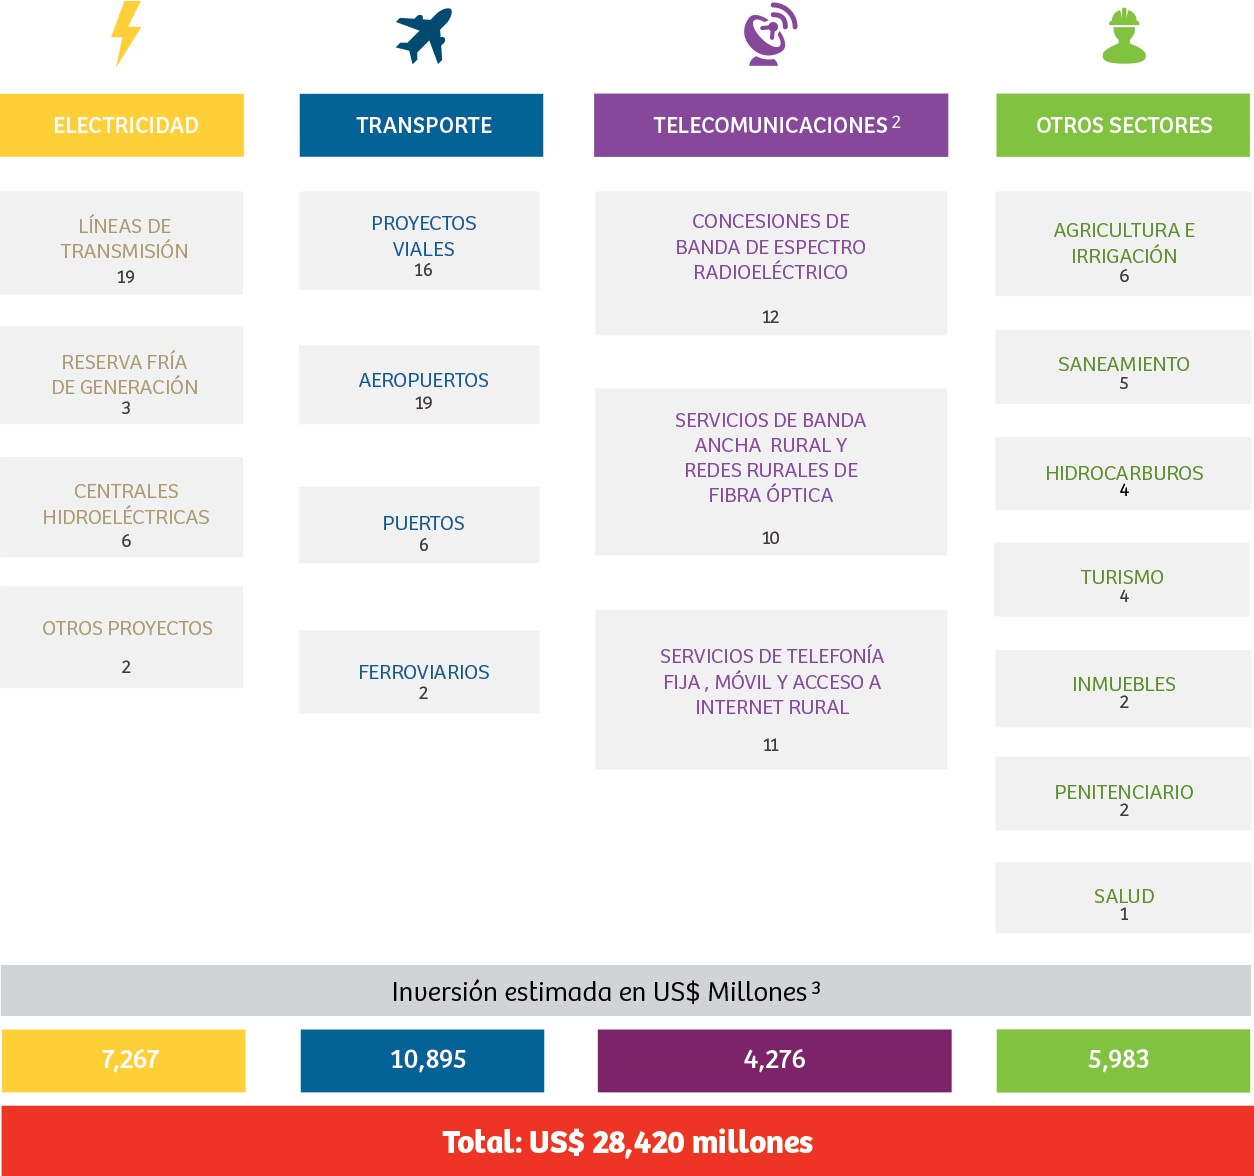 ELECTRICIDAD
LÍNEAS DE
TRANSMISIÓN
19
RESERVA FRÍA
DE GENERACIÓN
3
CENTRALES
HIDROELÉCTRICAS
6
OTROS PROYECTOS
2
TRANSPORTE
PROYECTOS
VIALES
16
AEROPUERTOS
19
PUERTOS
6
FERROVIARIOS
2
TELECOMUNICACIONES 2
CONCESIONES DE
BANDA DE ESPECTRO
RADIOELÉCTRICO
12
SERVICIOS DE BANDA
ANCHA RURAL Y
REDES RURALES DE
FIBRA ÓPTICA
10
SERVICIOS DE TELEFONÍA
FIJA , MÓVIL Y ACCESO A
INTERNET RURAL
11
OTROS SECTORES
AGRICULTURA E
IRRIGACIÓN
6
SANEAMIENTO
5
HIDROCARBUROS
4
TURISMO
4
INMUEBLES
2
PENITENCIARIO
2
SALUD
1
Inversión estimada en US$ Millones 3
7,267
10,895
4,276
5,983
Total: US$ 28,420 millones